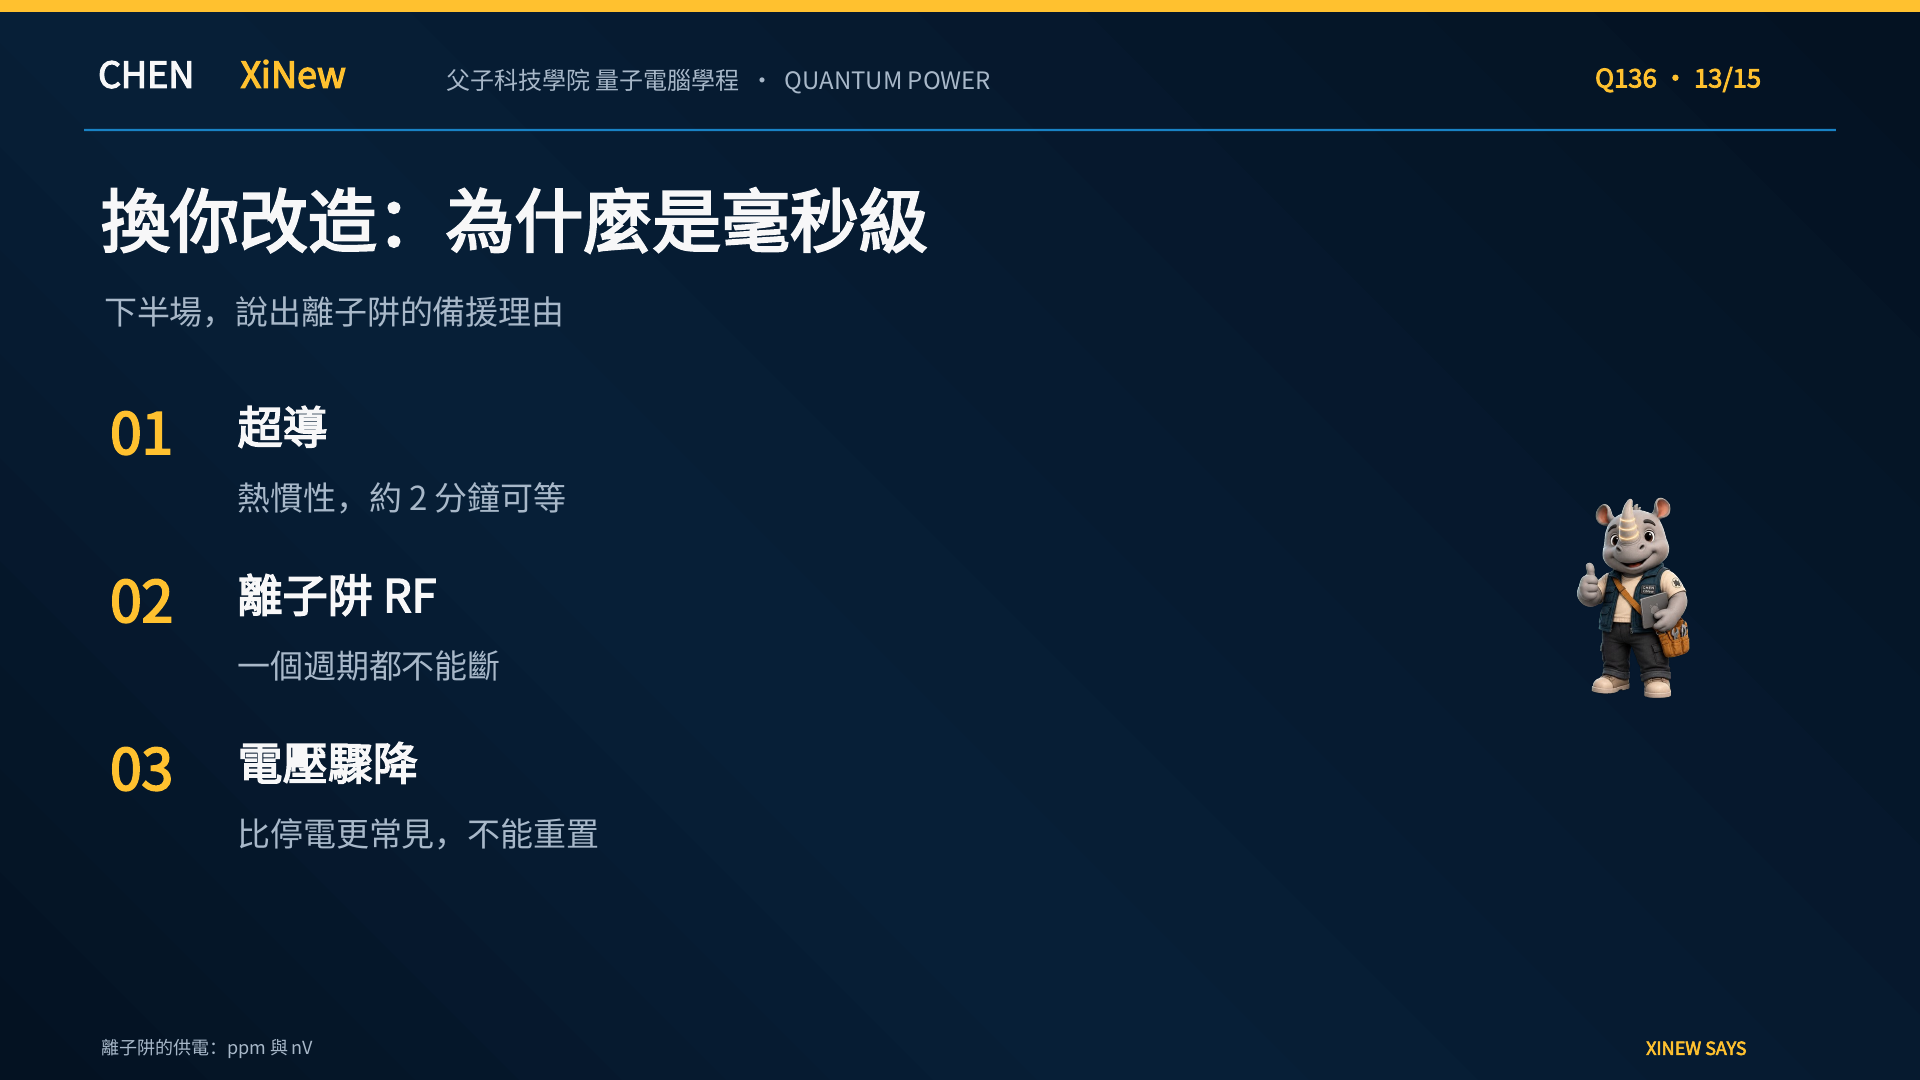 CHEN XiNew 父子科技學院 量子電腦學程 · QUANTUM POWER Q136 · 13/15
換你改造：為什麼是毫秒級
下半場，說出離子阱的備援理由
01 超導
熱慣性，約 2 分鐘可等
02 離子阱 RF
一個週期都不能斷
03 電壓驟降
比停電更常見，不能重置
離子阱的供電：ppm 與 nV XINEW SAYS